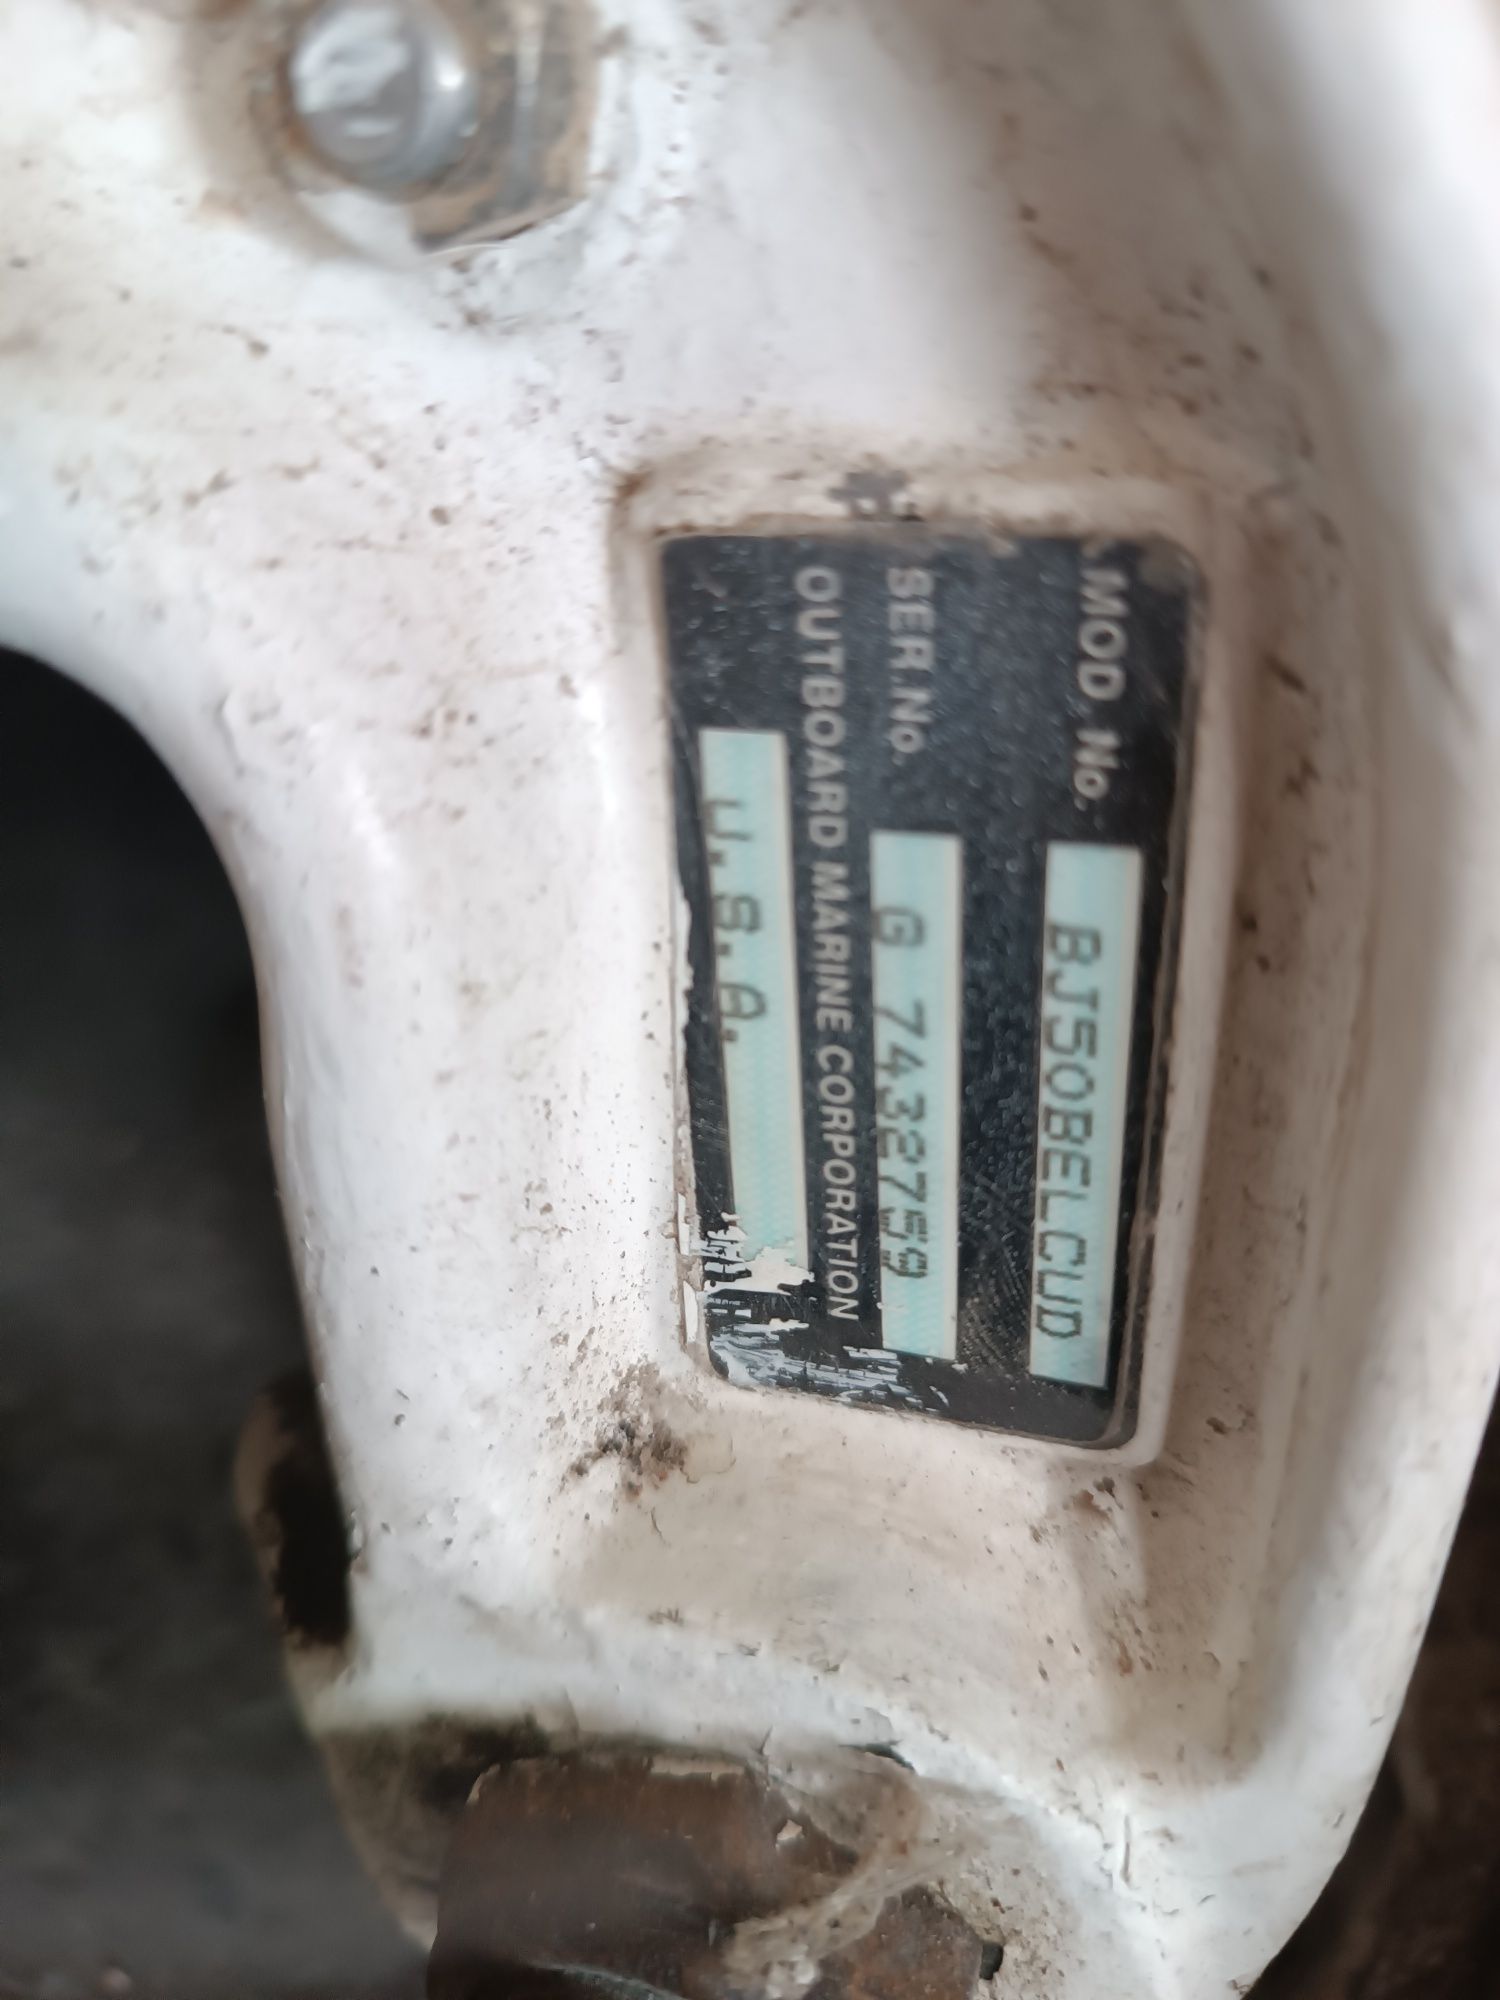 MOD No. BJ50BELCUD
SER.No. G 7432759
OUTBOARD MARINE CORPORATION
U.S.A.